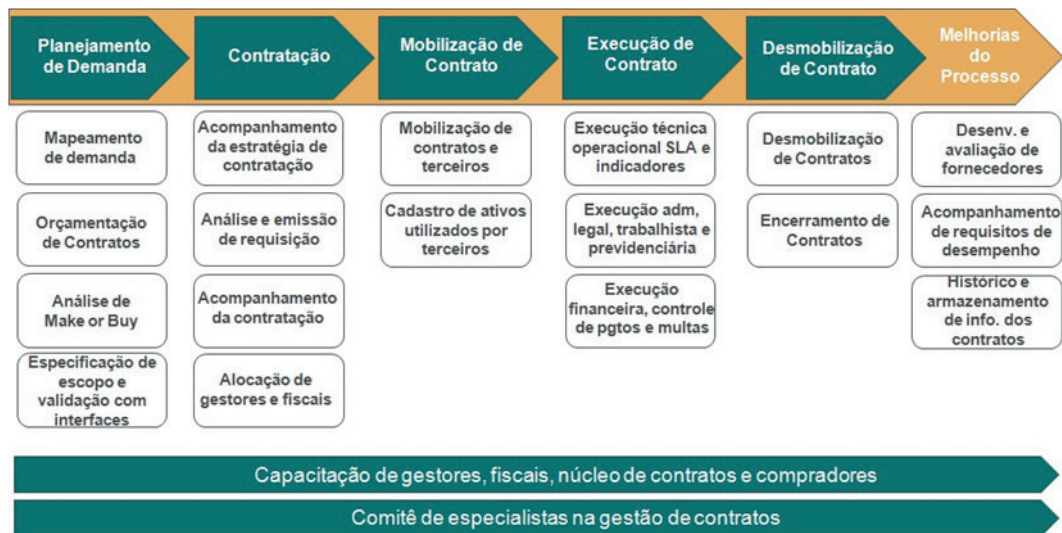 Planejamento
de Demanda
Contratação
Mobilização de
Contrato
Execução de
Contrato
Desmobilização
de Contrato
Melhorias
do
Processo
Mapeamento
de demanda
Orçamentação
de Contratos
Análise de
Make or Buy
Especificação de
escopo e
validação com
interfaces
Acompanhamento
da estratégia de
contratação
Análise e emissão
de requisição
Acompanhamento
da contratação
Alocação de
gestores e fiscais
Mobilização de
contratos e
terceiros
Cadastro de ativos
utilizados por
terceiros
Execução técnica
operacional SLA e
indicadores
Execução adm,
legal, trabalhista e
previdenciária
Execução
financeira, controle
de pgtos e multas
Desmobilização
de Contratos
Encerramento de
Contratos
Desenv. e
avaliação de
fornecedores
Acompanhamento
de requisitos de
desempenho
Histórico e
armazenamento
de info. dos
contratos
Capacitação de gestores, fiscais, núcleo de contratos e compradores
Comitê de especialistas na gestão de contratos